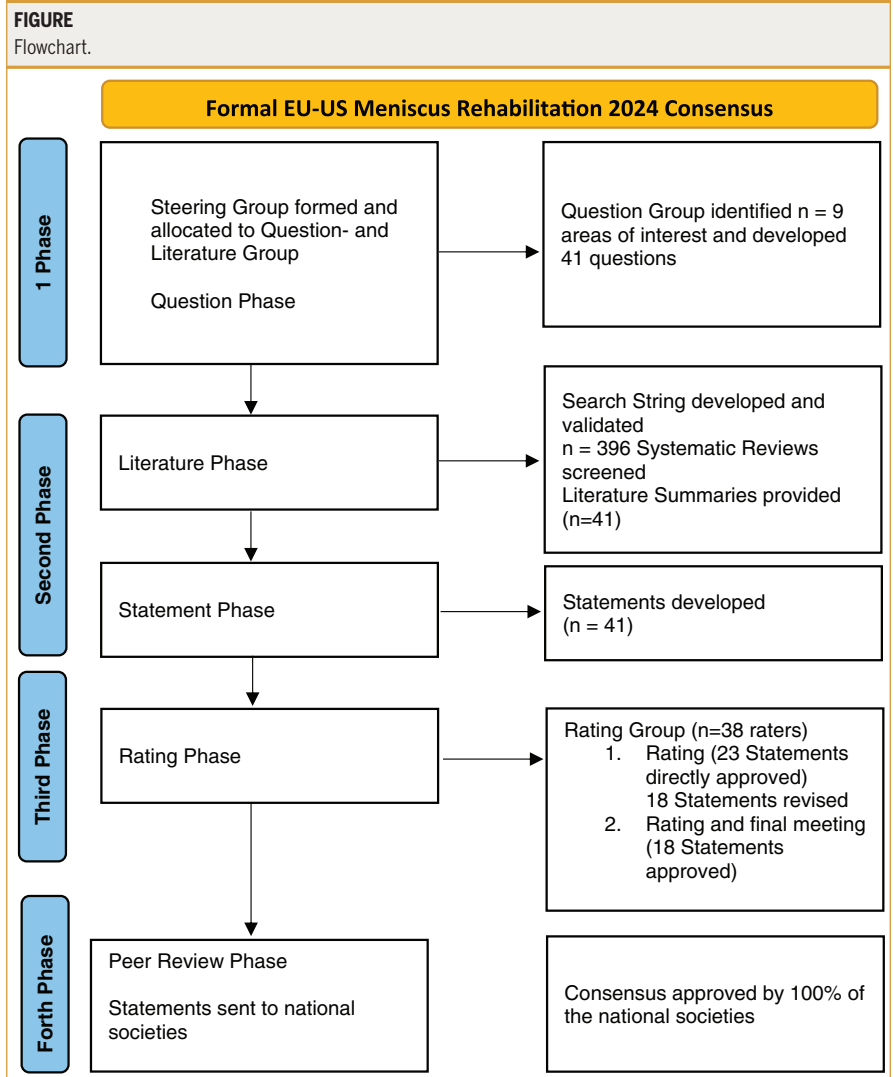 FIGURE
Flowchart.
Formal EU-US Meniscus Rehabilitation 2024 Consensus
1 Phase
Steering Group formed and
allocated to Question- and
Literature Group
Question Phase
Question Group identified n = 9
areas of interest and developed
41 questions
Second Phase
Literature Phase
Search String developed and
validated
n = 396 Systematic Reviews
screened
Literature Summaries provided
(n=41)
Statement Phase
Statements developed
(n = 41)
Third Phase
Rating Phase
Rating Group (n=38 raters)
1. Rating (23 Statements
directly approved)
18 Statements revised
2. Rating and final meeting
(18 Statements
approved)
Forth Phase
Peer Review Phase
Statements sent to national
societies
Consensus approved by 100% of
the national societies